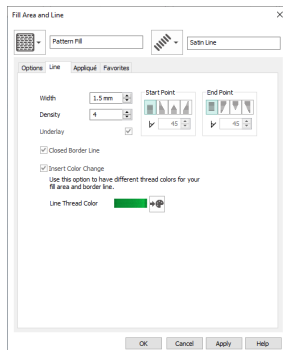 Fill Area and Line
Pattern Fill
Satin Line
Options Line Appliqué Favorites
Width 1.5 mm
Start Point
End Point
Density 4
45
45
Underlay
Closed Border Line
Insert Color Change
Use this option to have different thread colors for your
fill area and border line.
Line Thread Color
OK Cancel Apply Help